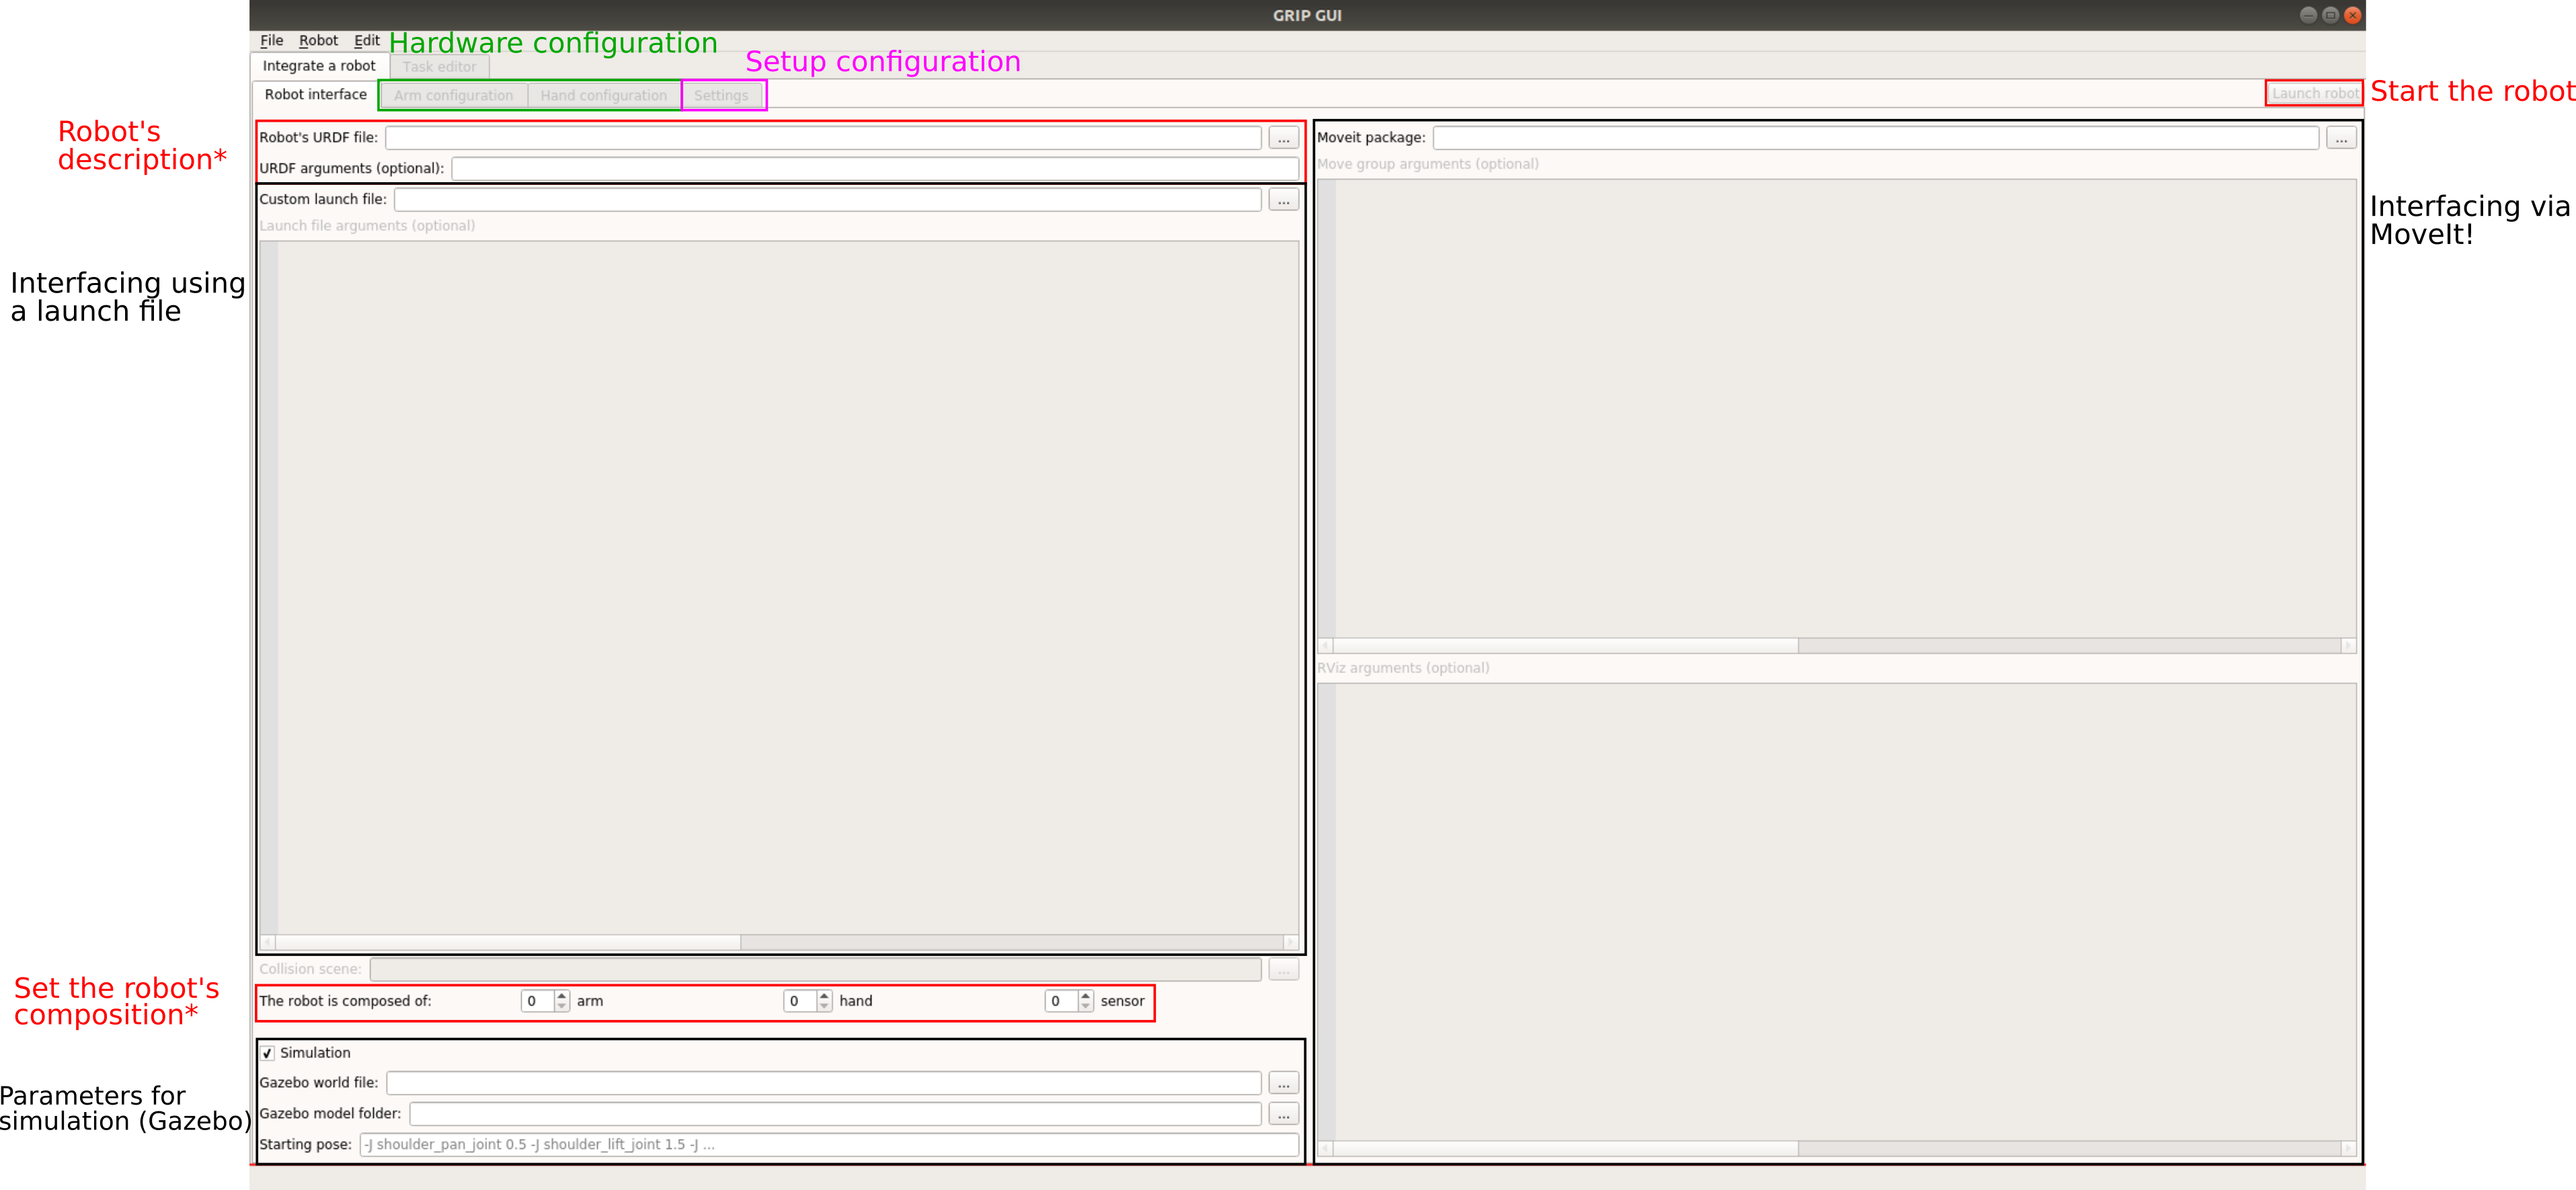 GRIP GUI
File Robot Edit
Hardware configuration
Setup configuration
Integrate a robot Task editor
Robot interface Arm configuration Hand configuration Settings
Launch robot
Start the robot
Robot's
description*
Robot's URDF file: ...
URDF arguments (optional):
Custom launch file: ...
Launch file arguments (optional)
Interfacing using
a launch file
Moveit package: ...
Move group arguments (optional)
Interfacing via
MoveIt!
RViz arguments (optional)
Collision scene: ...
Set the robot's
composition*
The robot is composed of: 0 arm 0 hand 0 sensor
Simulation
Parameters for
simulation (Gazebo)
Gazebo world file: ...
Gazebo model folder: ...
Starting pose: -J shoulder_pan_joint 0.5 -J shoulder_lift_joint 1.5 -J ...